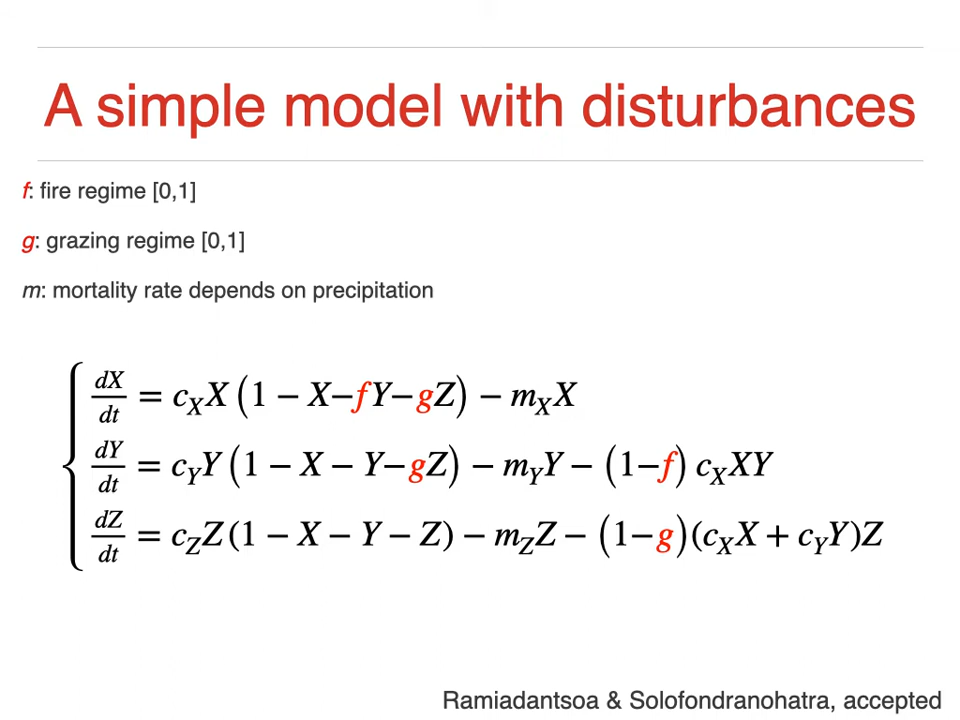 A simple model with disturbances
f: fire regime [0,1]
g: grazing regime [0,1]
m: mortality rate depends on precipitation
dX/dt = c_X X (1 − X−fY−gZ) − m_X X
dY/dt = c_Y Y (1 − X − Y−gZ) − m_Y Y − (1−f) c_X XY
dZ/dt = c_Z Z(1 − X − Y − Z) − m_Z Z − (1−g)(c_X X + c_Y Y)Z
Ramiadantsoa & Solofondranohatra, accepted